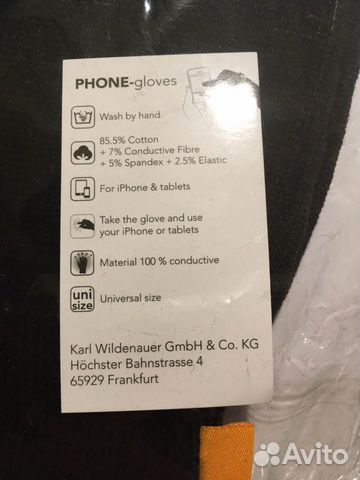 PHONE-gloves
Wash by hand
85.5% Cotton
+ 7% Conductive Fibre
+ 5% Spandex + 2.5% Elastic
For iPhone & tablets
Take the glove and use
your iPhone or tablets
Material 100 % conductive
uni
size
Universal size
Karl Wildenauer GmbH & Co. KG
Höchster Bahnstrasse 4
65929 Frankfurt
Avito